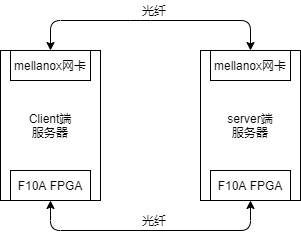 光纤
mellanox网卡
mellanox网卡
Client端
服务器
server端
服务器
F10A FPGA
F10A FPGA
光纤